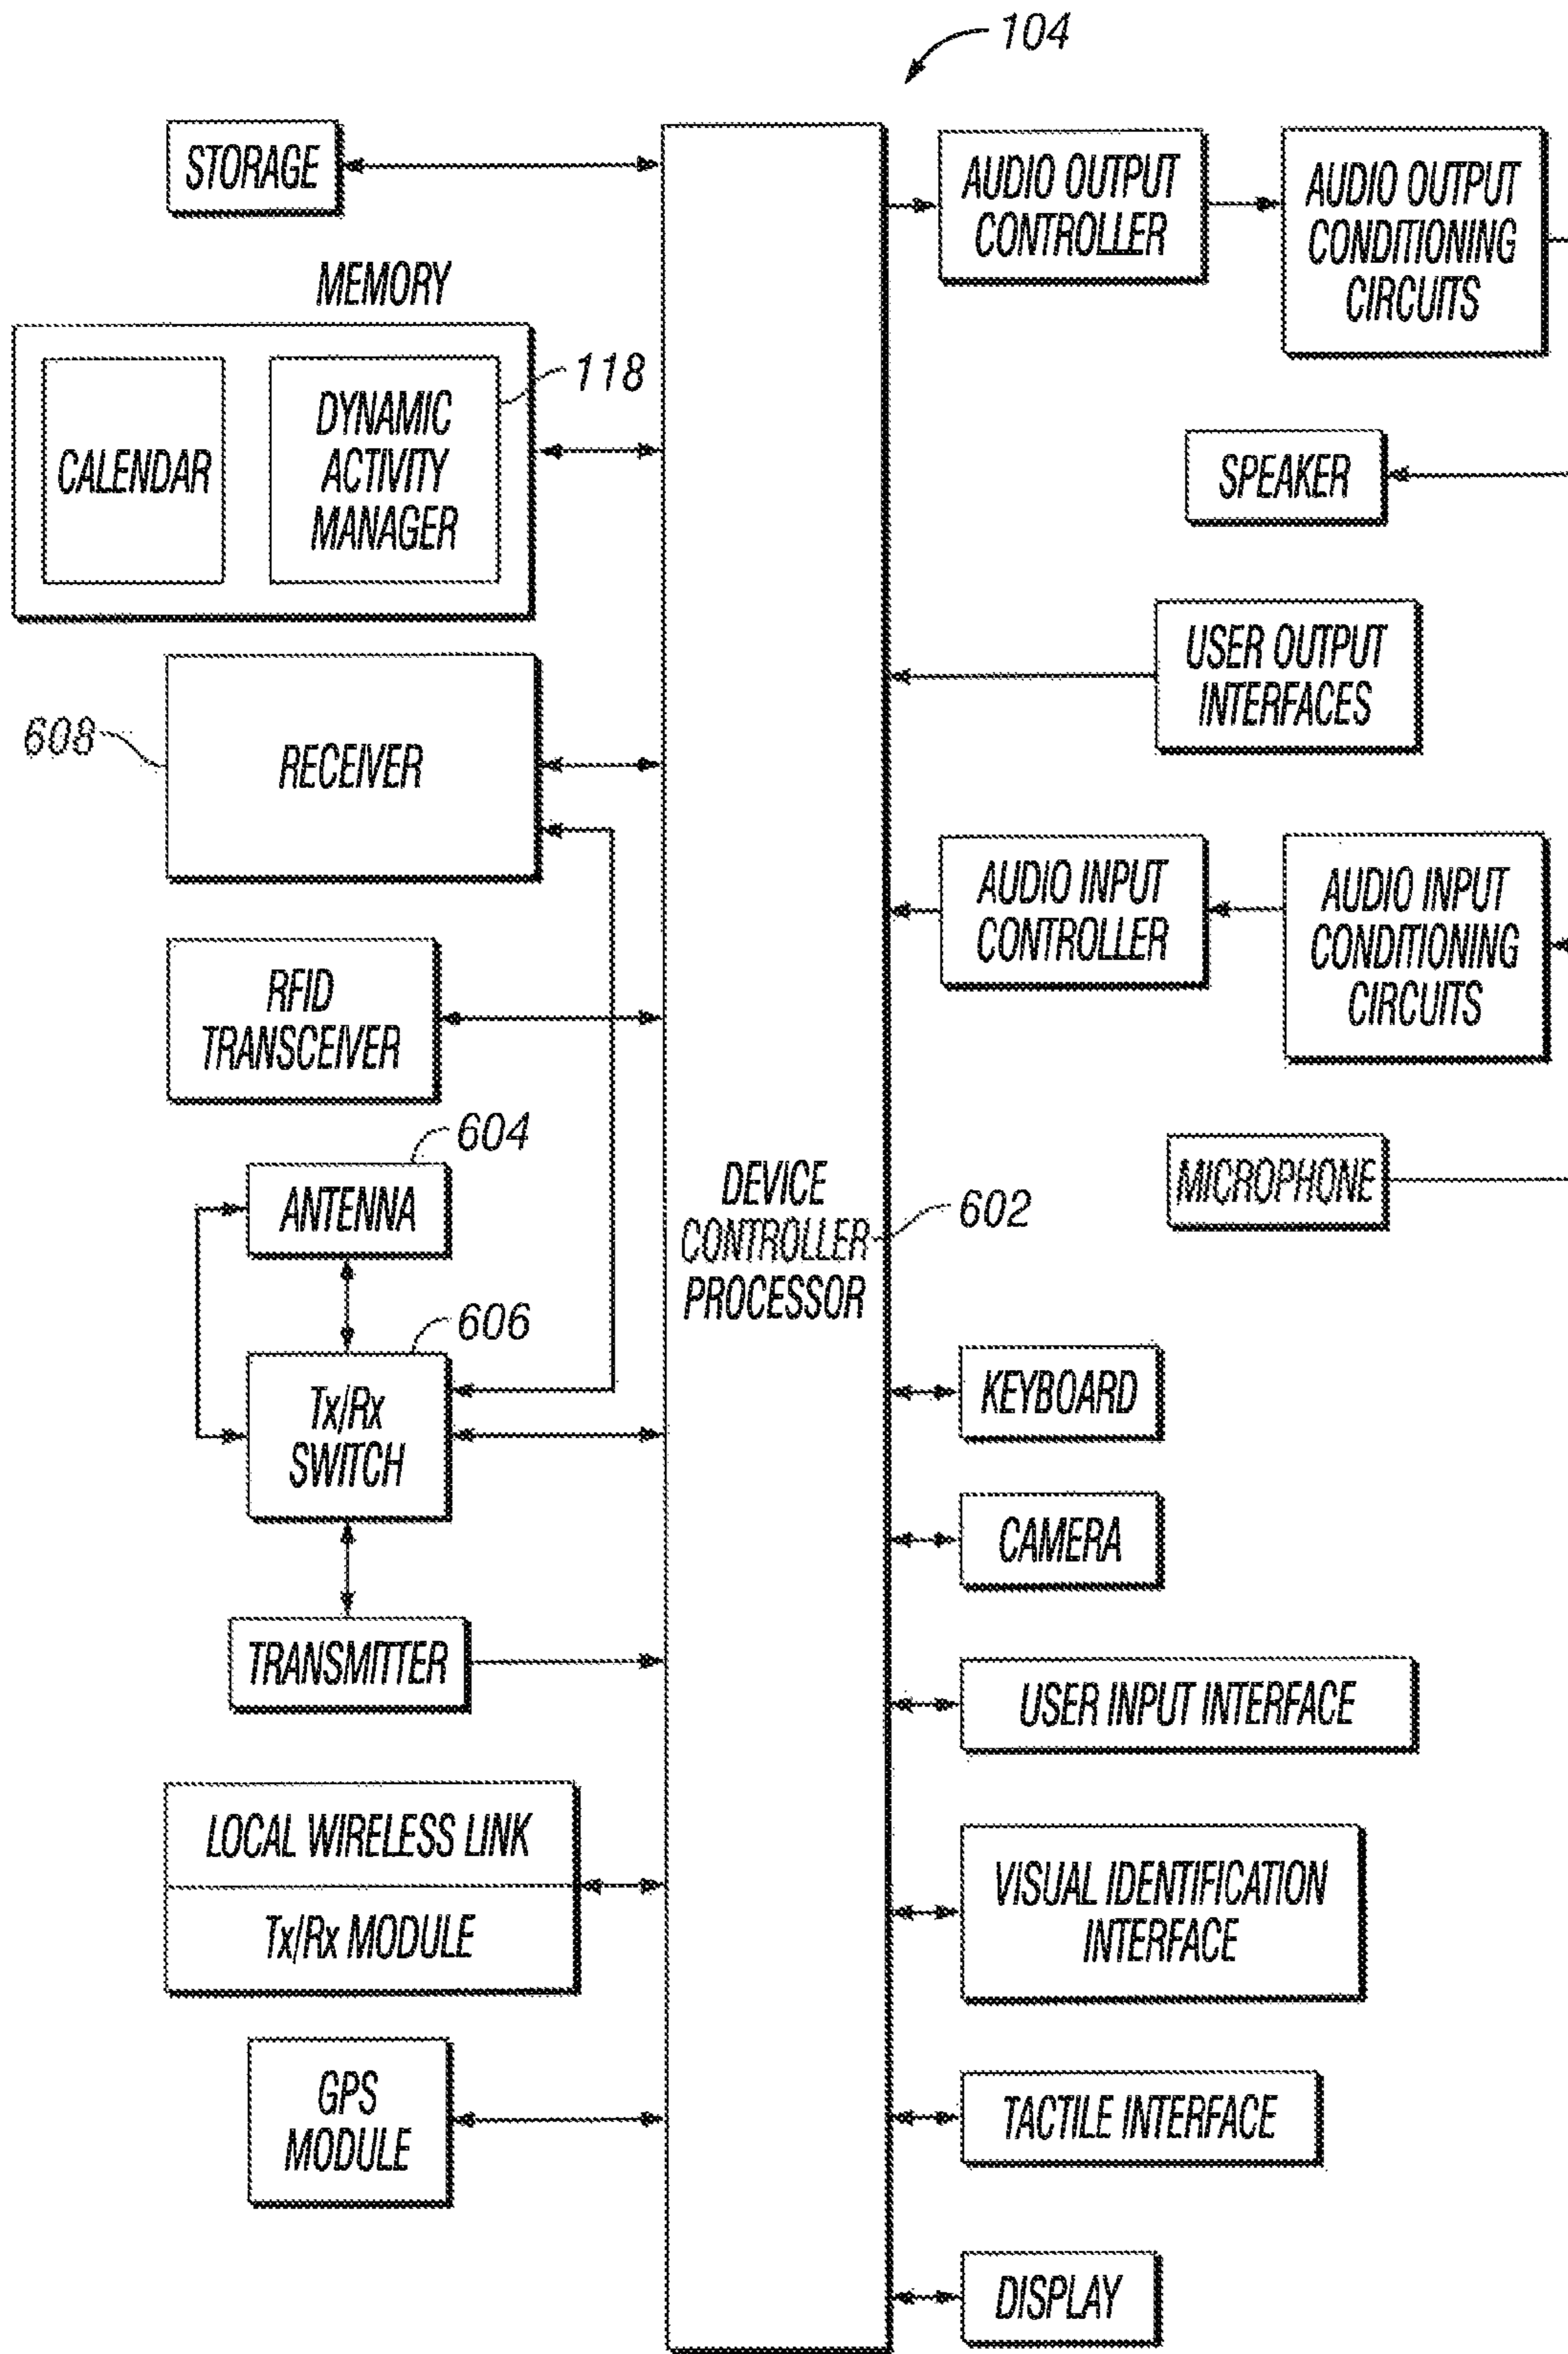 104
STORAGE
AUDIO OUTPUT
CONTROLLER
AUDIO OUTPUT
CONDITIONING
CIRCUITS
MEMORY
118
CALENDAR
DYNAMIC
ACTIVITY
MANAGER
SPEAKER
USER OUTPUT
INTERFACES
608
RECEIVER
AUDIO INPUT
CONTROLLER
AUDIO INPUT
CONDITIONING
CIRCUITS
RFID
TRANSCEIVER
604
ANTENNA
DEVICE
CONTROLLER
PROCESSOR
602
MICROPHONE
606
Tx/Rx
SWITCH
KEYBOARD
CAMERA
TRANSMITTER
USER INPUT INTERFACE
LOCAL WIRELESS LINK
Tx/Rx MODULE
VISUAL IDENTIFICATION
INTERFACE
GPS
MODULE
TACTILE INTERFACE
DISPLAY